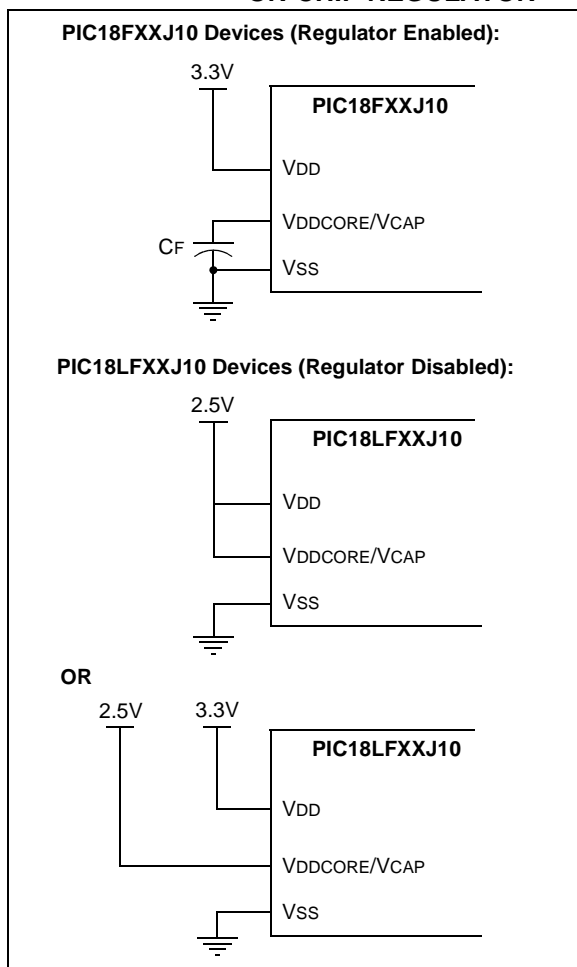 PIC18FXXJ10 Devices (Regulator Enabled):
3.3V
PIC18FXXJ10
VDD
VDDCORE/VCAP
CF
VSS
PIC18LFXXJ10 Devices (Regulator Disabled):
2.5V
PIC18LFXXJ10
VDD
VDDCORE/VCAP
VSS
OR
2.5V 3.3V
PIC18LFXXJ10
VDD
VDDCORE/VCAP
VSS